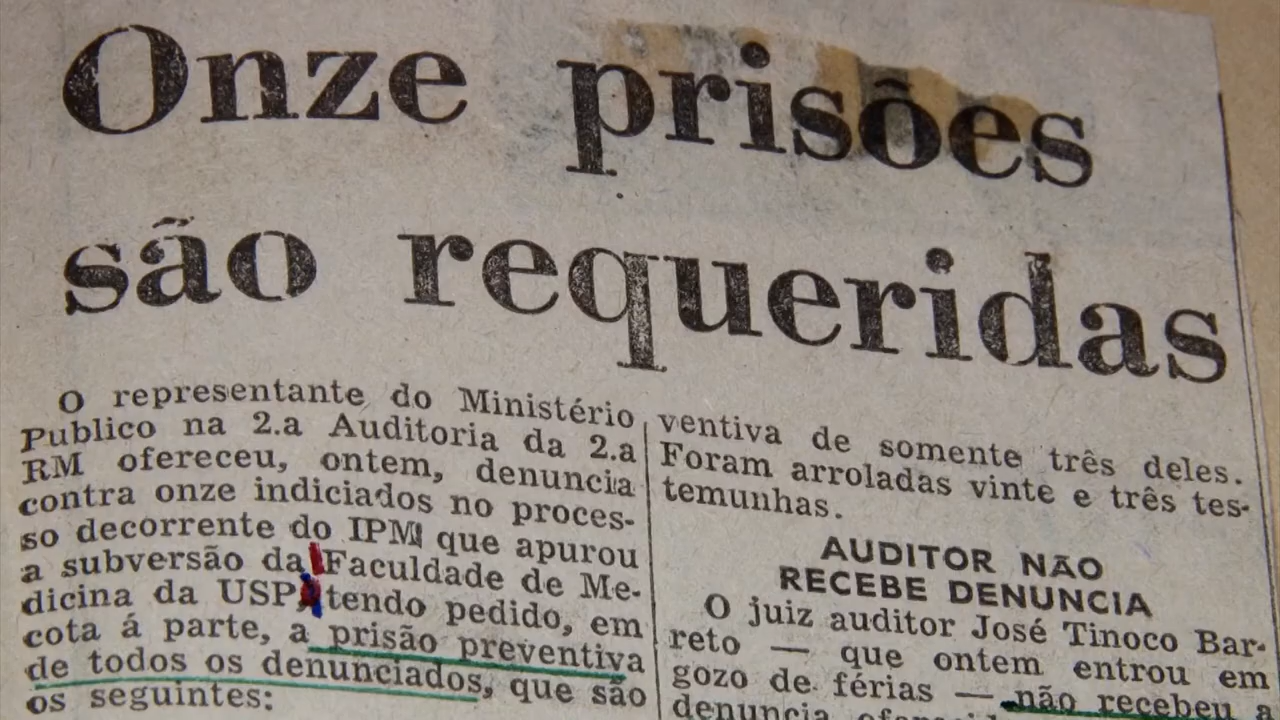 Onze prisões
são requeridas
O representante do Ministério
Publico na 2.a Auditoria da 2.a
RM ofereceu, ontem, denuncia
contra onze indiciados no proces-
so decorrente do IPM que apurou
a subversão da Faculdade de Me-
dicina da USP, tendo pedido, em
cota á parte, a prisão preventiva
de todos os denunciados, que são
os seguintes:
ventiva de somente três deles.
Foram arroladas vinte e três tes-
temunhas.
AUDITOR NÃO
RECEBE DENUNCIA
O juiz auditor José Tinoco Bar-
reto — que ontem entrou em
gozo de férias — não recebeu a
denuncia